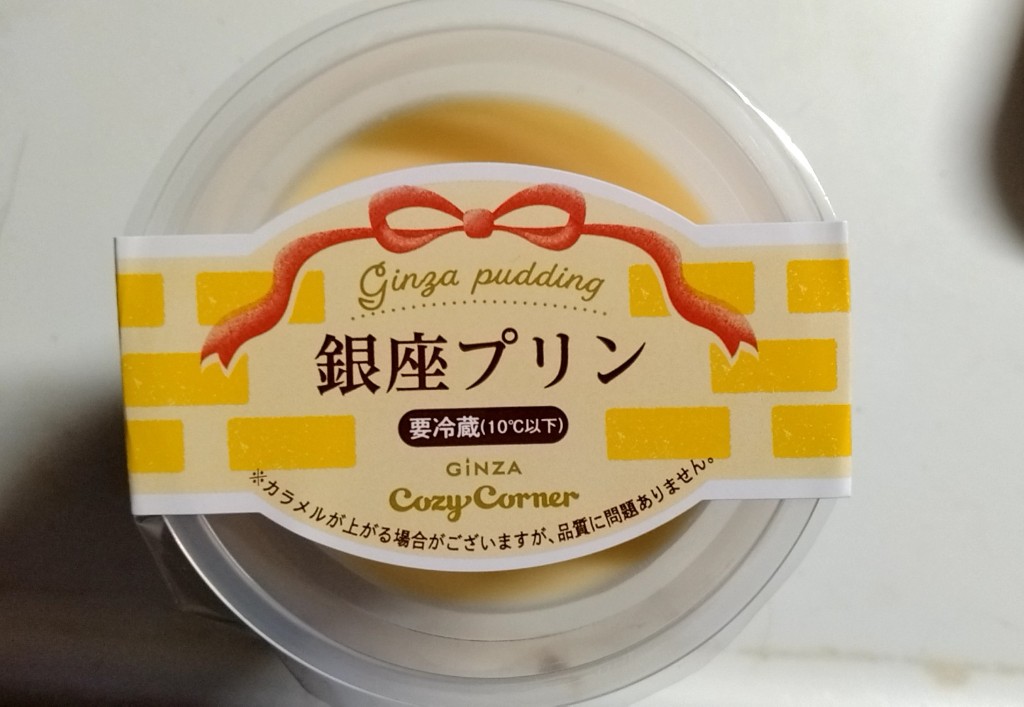 Ginza pudding
銀座プリン
要冷蔵(10℃以下)
GiNZA
Cozy Corner
※カラメルが上がる場合がございますが、品質に問題ありません。